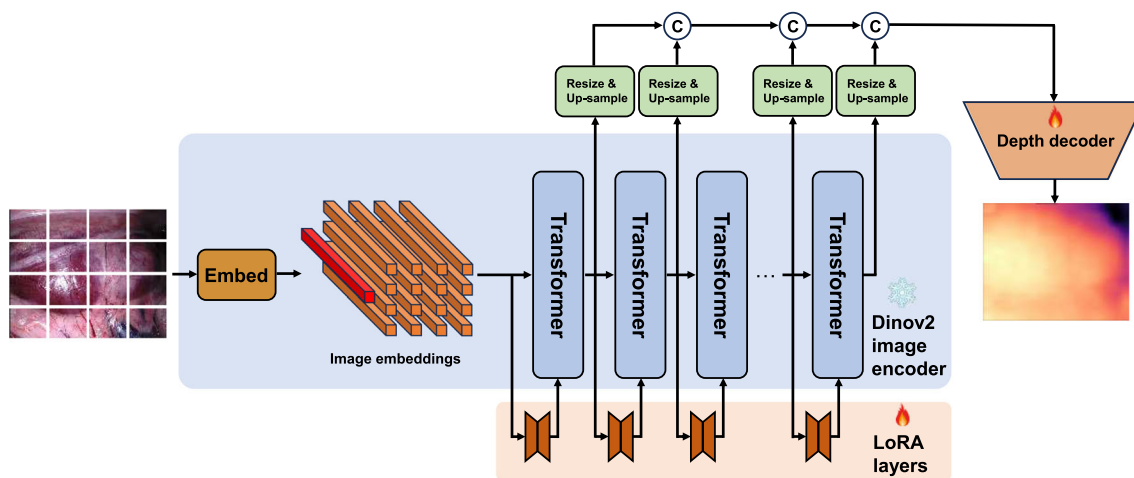 C
C
C
Resize &
Up-sample
Resize &
Up-sample
Resize &
Up-sample
Resize &
Up-sample
Depth decoder
Embed
Image embeddings
Transformer
Transformer
Transformer
...
Transformer
Dinov2
image
encoder
LoRA
layers